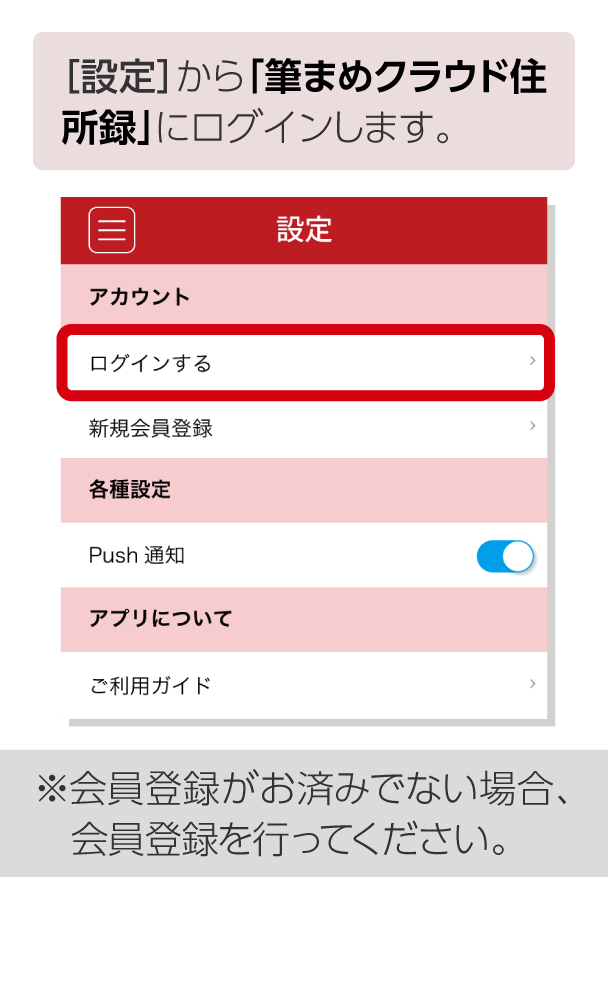 ［設定］から「筆まめクラウド住
所録」にログインします。
設定
アカウント
ログインする
新規会員登録
各種設定
Push 通知
アプリについて
ご利用ガイド
※会員登録がお済みでない場合、
会員登録を行ってください。